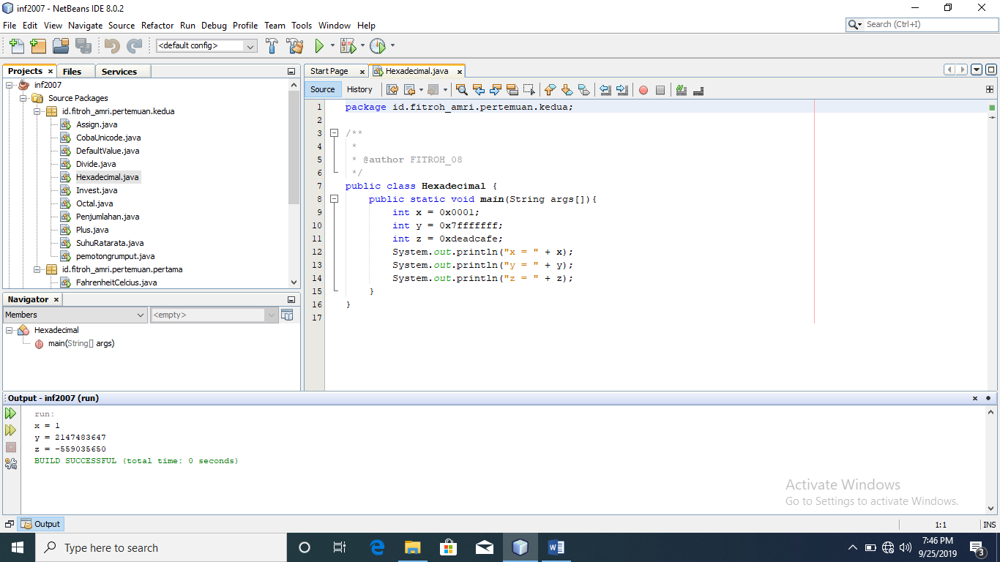 inf2007 - NetBeans IDE 8.0.2
File Edit View Navigate Source Refactor Run Debug Profile Team Tools Window Help
Search (Ctrl+I)
<default config>
Projects Files Services
inf2007
Source Packages
id.fitroh_amri.pertemuan.kedua
Assign.java
CobaUnicode.java
DefaultValue.java
Divide.java
Hexadecimal.java
Invest.java
Octal.java
Penjumlahan.java
Plus.java
SuhuRatarata.java
pemotongrumput.java
id.fitroh_amri.pertemuan.pertama
FahrenheitCelcius.java
Navigator
Members <empty>
Hexadecimal
main(String[] args)
Start Page Hexadecimal.java
Source History
1 package id.fitroh_amri.pertemuan.kedua;
2
3 /**
4 *
5 * @author FITROH_08
6 */
7 public class Hexadecimal {
8 public static void main(String args[]){
9 int x = 0x0001;
10 int y = 0x7fffffff;
11 int z = 0xdeadcafe;
12 System.out.println("x = " + x);
13 System.out.println("y = " + y);
14 System.out.println("z = " + z);
15 }
16 }
17
Output - inf2007 (run)
run:
x = 1
y = 2147483647
z = -559035650
BUILD SUCCESSFUL (total time: 0 seconds)
Activate Windows
Go to Settings to activate Windows.
Output
1:1 INS
Type here to search
7:46 PM
9/25/2019
3